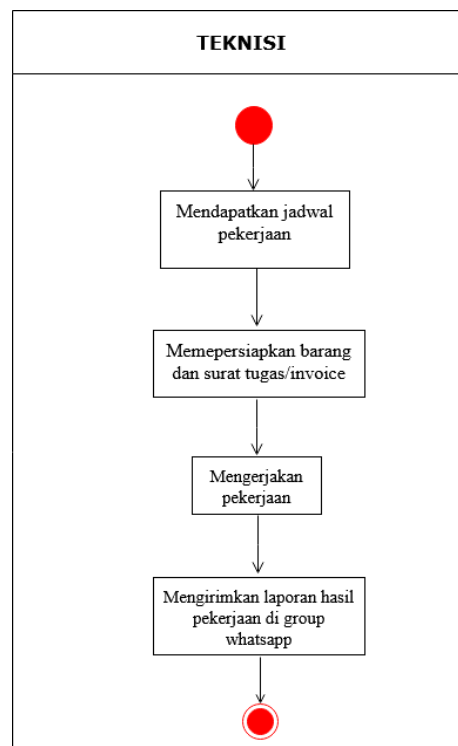 TEKNISI
Mendapatkan jadwal
pekerjaan
Memepersiapkan barang
dan surat tugas/invoice
Mengerjakan
pekerjaan
Mengirimkan laporan hasil
pekerjaan di group
whatsapp